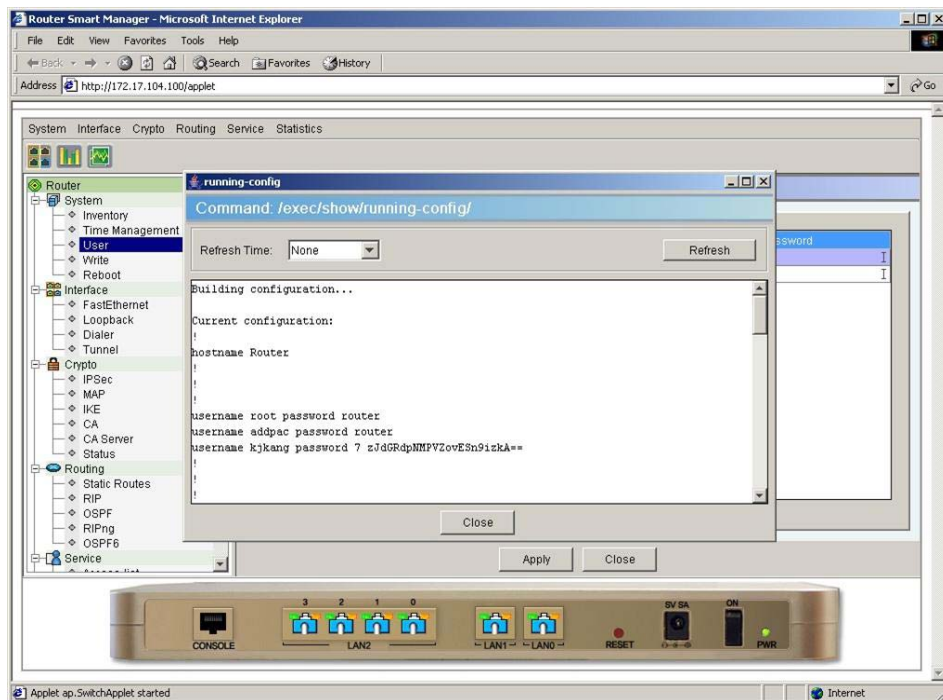 Router Smart Manager - Microsoft Internet Explorer
File Edit View Favorites Tools Help
Back Search Favorites History
Address http://172.17.104.100/applet Go
System Interface Crypto Routing Service Statistics
Router
System
Inventory
Time Management
User
Write
Reboot
Interface
FastEthernet
Loopback
Dialer
Tunnel
Crypto
IPSec
MAP
IKE
CA
CA Server
Status
Routing
Static Routes
RIP
OSPF
RIPng
OSPF6
Service
running-config
Command: /exec/show/running-config/
Refresh Time: None Refresh
Building configuration...
Current configuration:
!
hostname Router
!
!
!
username root password router
username addpac password router
username kjkang password 7 zJdGRdpNMPVZovESn9izkA==
!
!
!
Close
ssword
Apply Close
3 2 1 0
CONSOLE LAN2 LAN1 LAN0 RESET 5V 5A ON PWR
Applet ap.SwitchApplet started Internet